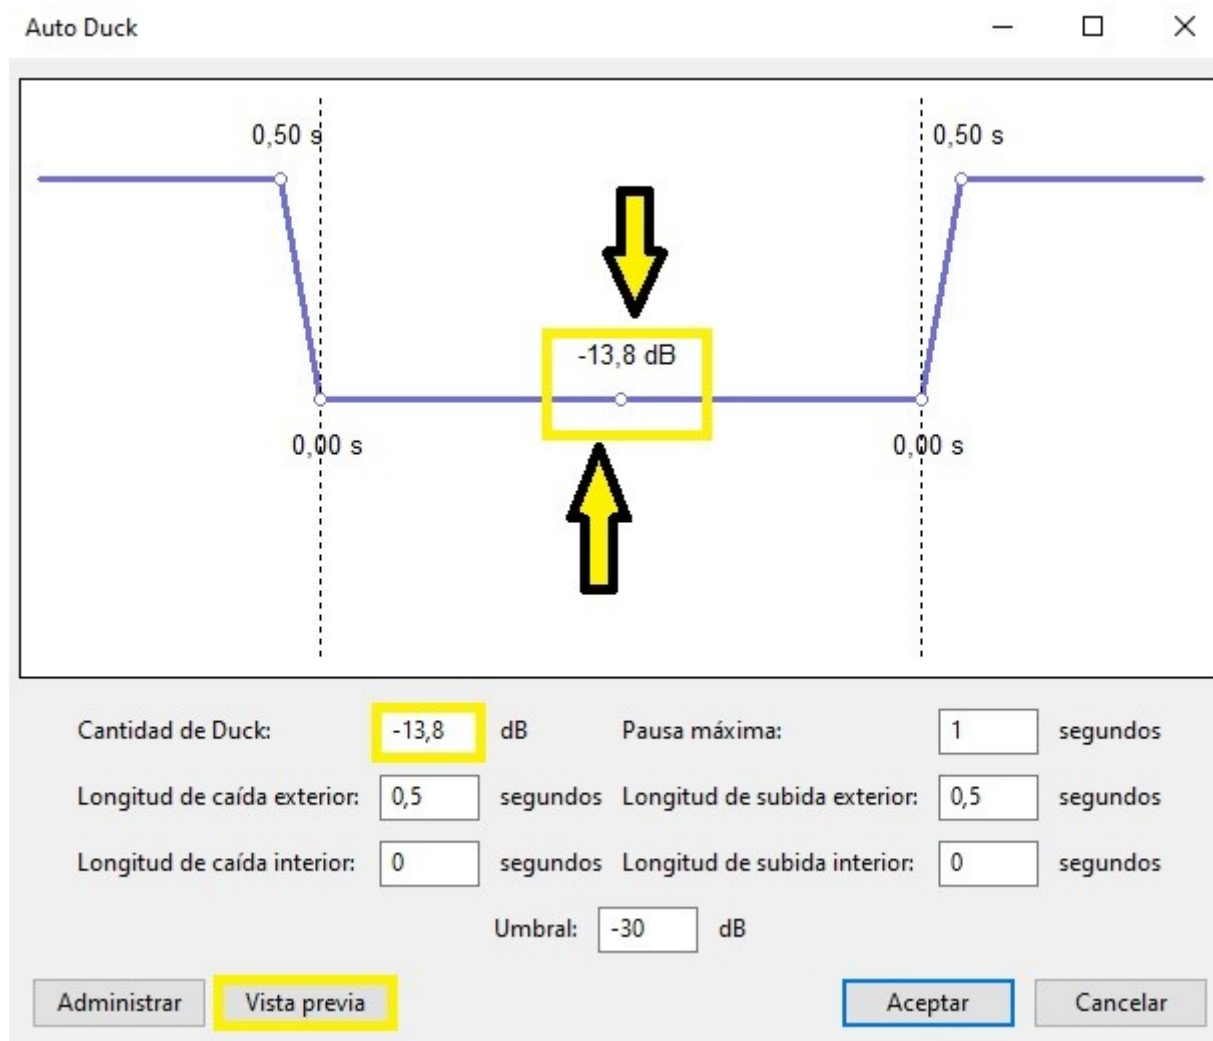 Auto Duck
0,50 s 0,50 s
-13,8 dB
0,00 s 0,00 s
Cantidad de Duck: -13,8 dB Pausa máxima: 1 segundos
Longitud de caída exterior: 0,5 segundos Longitud de subida exterior: 0,5 segundos
Longitud de caída interior: 0 segundos Longitud de subida interior: 0 segundos
Umbral: -30 dB
Administrar Vista previa Aceptar Cancelar